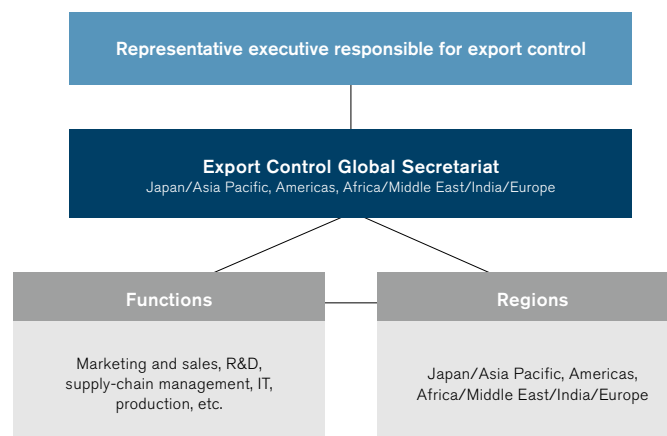 Representative executive responsible for export control
Export Control Global Secretariat
Japan/Asia Pacific, Americas, Africa/Middle East/India/Europe
Functions
Marketing and sales, R&D,
supply-chain management, IT,
production, etc.
Regions
Japan/Asia Pacific, Americas,
Africa/Middle East/India/Europe